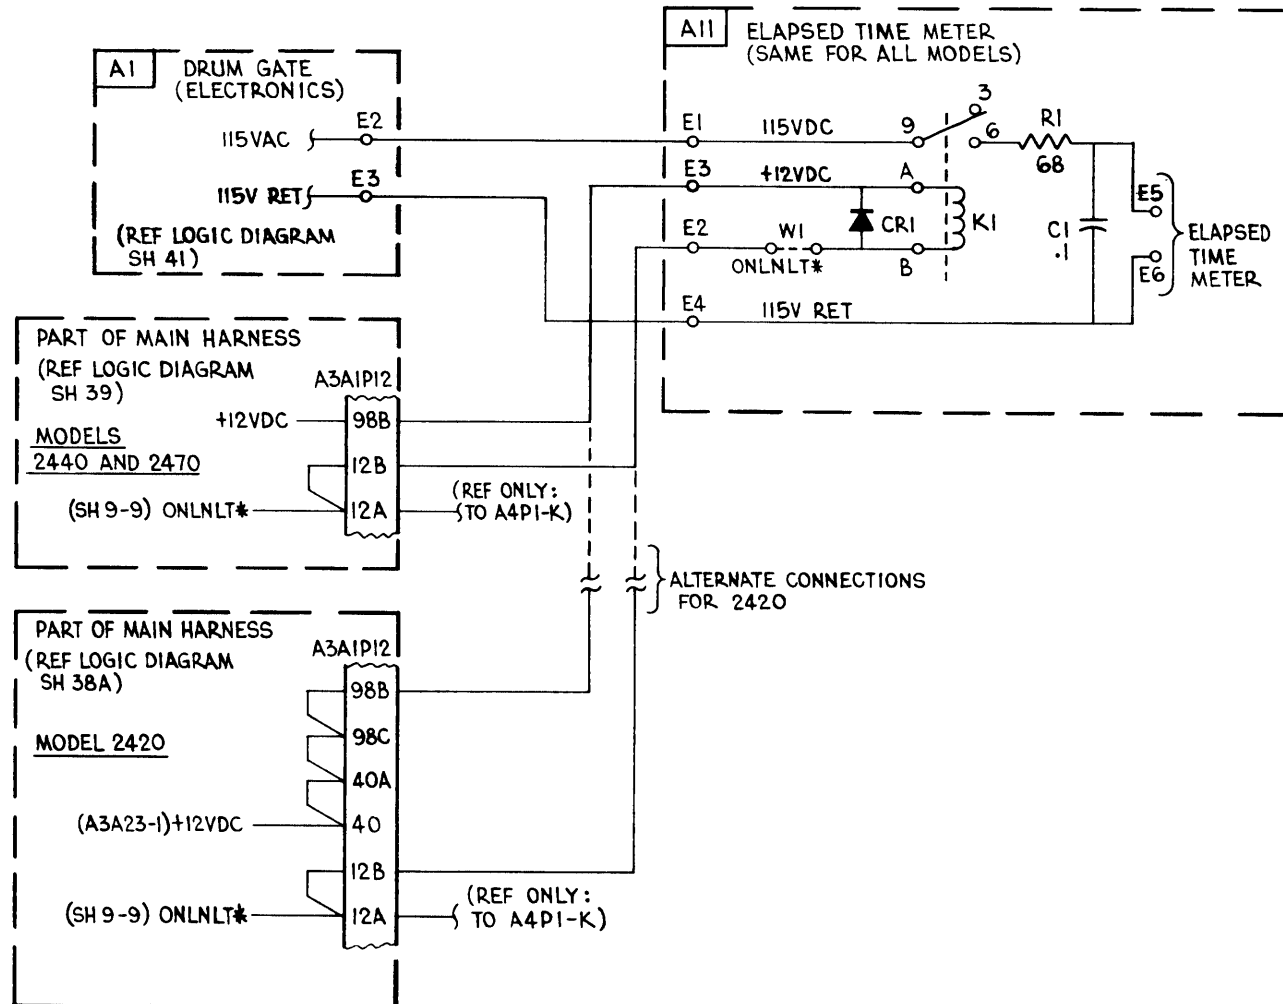 A1 DRUM GATE
(ELECTRONICS)
115VAC E2
115V RET E3
(REF LOGIC DIAGRAM
SH 41)
A11 ELAPSED TIME METER
(SAME FOR ALL MODELS)
E1 115VDC 9 3 6 R1
68
E3 +12VDC A
CR1 K1
E2 W1
ONLNLT* B
C1
.1
E5
E6
ELAPSED
TIME
METER
E4 115V RET
PART OF MAIN HARNESS
(REF LOGIC DIAGRAM
SH 39)
A3A1P12
+12VDC 98B
MODELS
2440 AND 2470
12B
(SH 9-9) ONLNLT* 12A
(REF ONLY:
TO A4P1-K)
ALTERNATE CONNECTIONS
FOR 2420
PART OF MAIN HARNESS
(REF LOGIC DIAGRAM
SH 38A)
A3A1P12
98B
MODEL 2420
98C
40A
(A3A23-1)+12VDC 40
12B
(SH 9-9) ONLNLT* 12A
(REF ONLY:
TO A4P1-K)